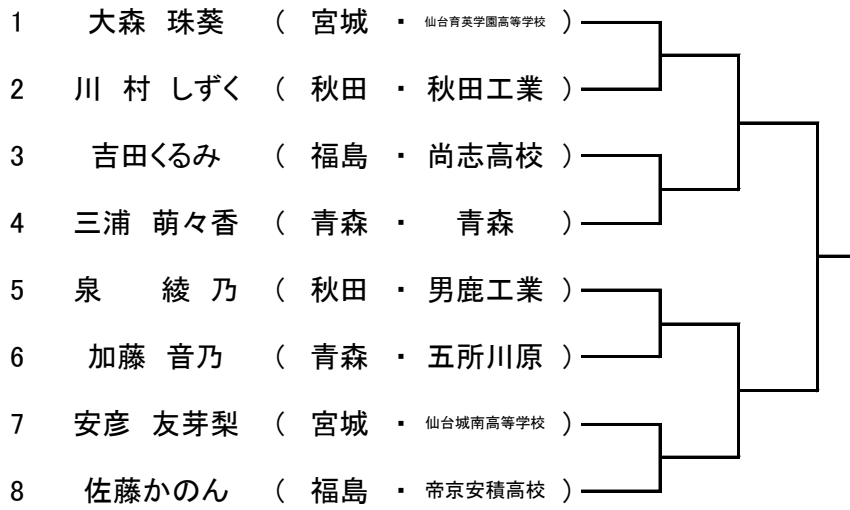 1 大森 珠葵 ( 宮城 ・ 仙台育英学園高等学校 )
2 川 村 しずく ( 秋田 ・ 秋田工業 )
3 吉田くるみ ( 福島 ・ 尚志高校 )
4 三浦 萌々香 ( 青森 ・ 青森 )
5 泉 綾 乃 ( 秋田 ・ 男鹿工業 )
6 加藤 音乃 ( 青森 ・ 五所川原 )
7 安彦 友芽梨 ( 宮城 ・ 仙台城南高等学校 )
8 佐藤かのん ( 福島 ・ 帝京安積高校 )